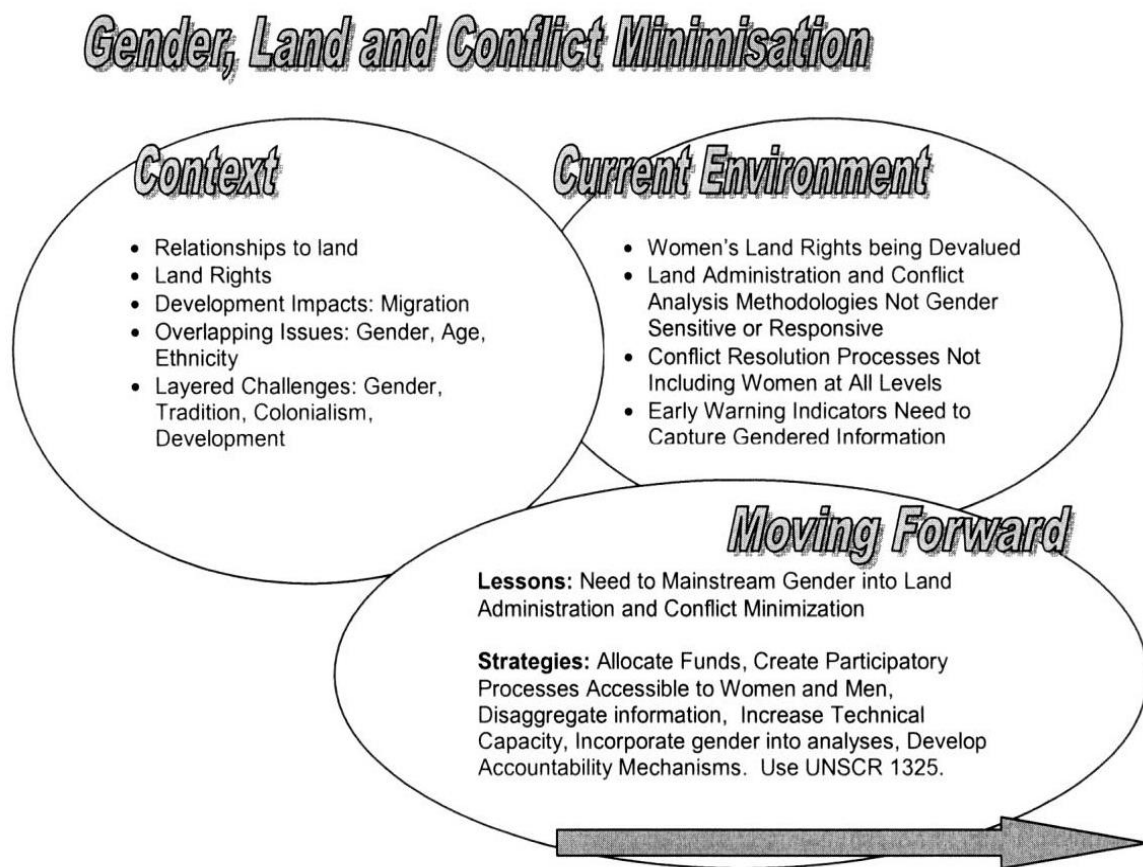 Gender, Land and Conflict Minimisation
Context
• Relationships to land
• Land Rights
• Development Impacts: Migration
• Overlapping Issues: Gender, Age,
Ethnicity
• Layered Challenges: Gender,
Tradition, Colonialism,
Development
Current Environment
• Women's Land Rights being Devalued
• Land Administration and Conflict
Analysis Methodologies Not Gender
Sensitive or Responsive
• Conflict Resolution Processes Not
Including Women at All Levels
• Early Warning Indicators Need to
Capture Gendered Information
Moving Forward
Lessons: Need to Mainstream Gender into Land
Administration and Conflict Minimization
Strategies: Allocate Funds, Create Participatory
Processes Accessible to Women and Men,
Disaggregate information, Increase Technical
Capacity, Incorporate gender into analyses, Develop
Accountability Mechanisms. Use UNSCR 1325.